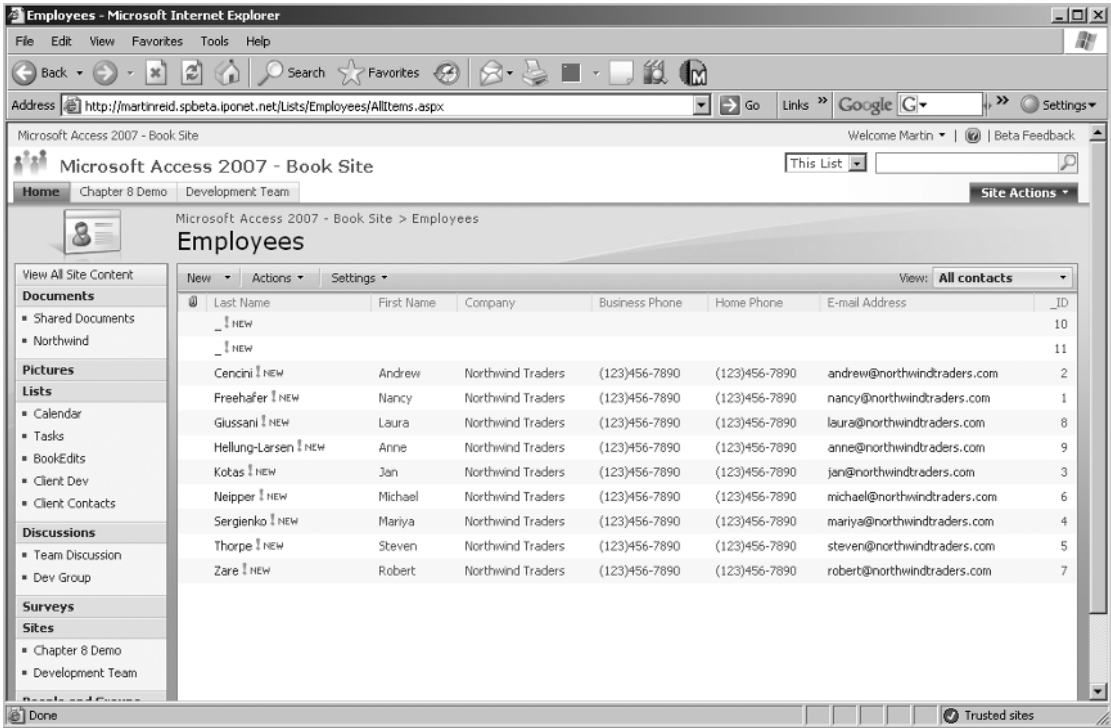 Employees - Microsoft Internet Explorer
File Edit View Favorites Tools Help
Back Search Favorites
Address http://martinreid.spbeta.iponet.net/Lists/Employees/AllItems.aspx Go Links » Google G » Settings
Microsoft Access 2007 - Book Site Welcome Martin | Beta Feedback
Microsoft Access 2007 - Book Site This List
Home Chapter 8 Demo Development Team Site Actions
Microsoft Access 2007 - Book Site > Employees
Employees
View All Site Content
Documents
Shared Documents
Northwind
Pictures
Lists
Calendar
Tasks
BookEdits
Client Dev
Client Contacts
Discussions
Team Discussion
Dev Group
Surveys
Sites
Chapter 8 Demo
Development Team
People and Groups
New Actions Settings View: All contacts
Last Name First Name Company Business Phone Home Phone E-mail Address _ID
_ ! NEW 10
_ ! NEW 11
Cencini ! NEW Andrew Northwind Traders (123)456-7890 (123)456-7890 andrew@northwindtraders.com 2
Freehafer ! NEW Nancy Northwind Traders (123)456-7890 (123)456-7890 nancy@northwindtraders.com 1
Giussani ! NEW Laura Northwind Traders (123)456-7890 (123)456-7890 laura@northwindtraders.com 8
Hellung-Larsen ! NEW Anne Northwind Traders (123)456-7890 (123)456-7890 anne@northwindtraders.com 9
Kotas ! NEW Jan Northwind Traders (123)456-7890 (123)456-7890 jan@northwindtraders.com 3
Neipper ! NEW Michael Northwind Traders (123)456-7890 (123)456-7890 michael@northwindtraders.com 6
Sergienko ! NEW Mariya Northwind Traders (123)456-7890 (123)456-7890 mariya@northwindtraders.com 4
Thorpe ! NEW Steven Northwind Traders (123)456-7890 (123)456-7890 steven@northwindtraders.com 5
Zare ! NEW Robert Northwind Traders (123)456-7890 (123)456-7890 robert@northwindtraders.com 7
Done Trusted sites